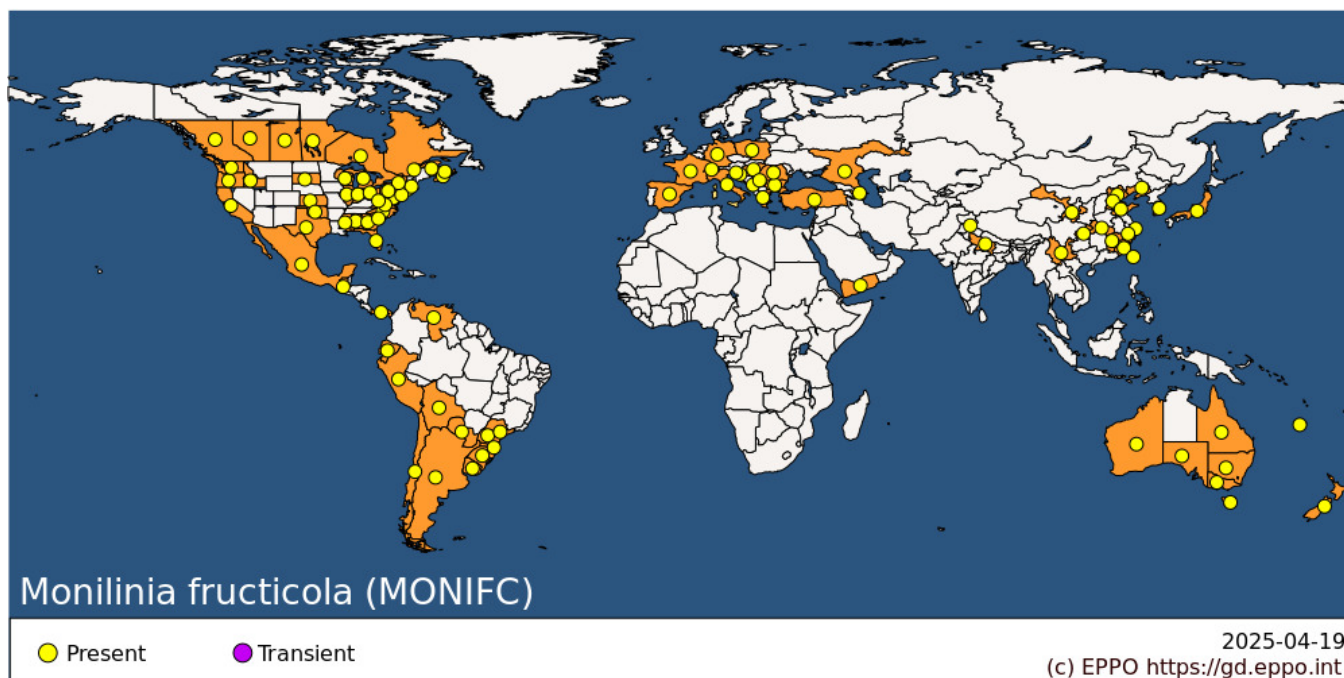 Monilinia fructicola (MONIFC)
Present
Transient
2025-04-19
(c) EPPO https://gd.eppo.int